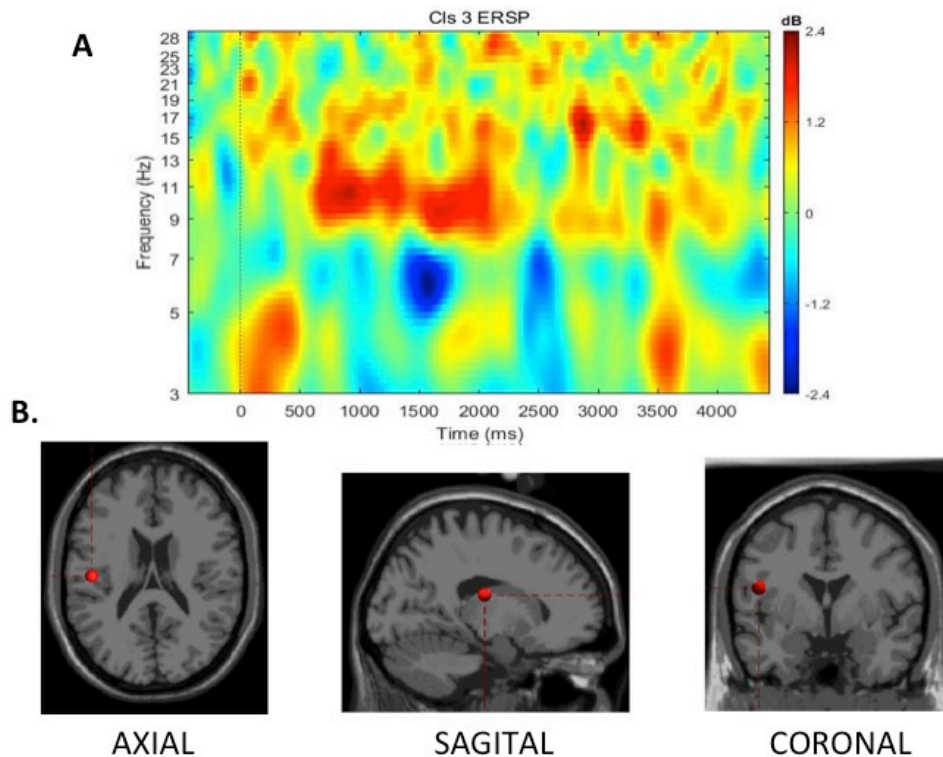 Cls 3 ERSP
A
dB
28
25
23
21
19
17
15
13
11
9
7
5
3
Frequency (Hz)
2.4
1.2
0
-1.2
-2.4
0 500 1000 1500 2000 2500 3000 3500 4000
Time (ms)
B.
AXIAL SAGITAL CORONAL